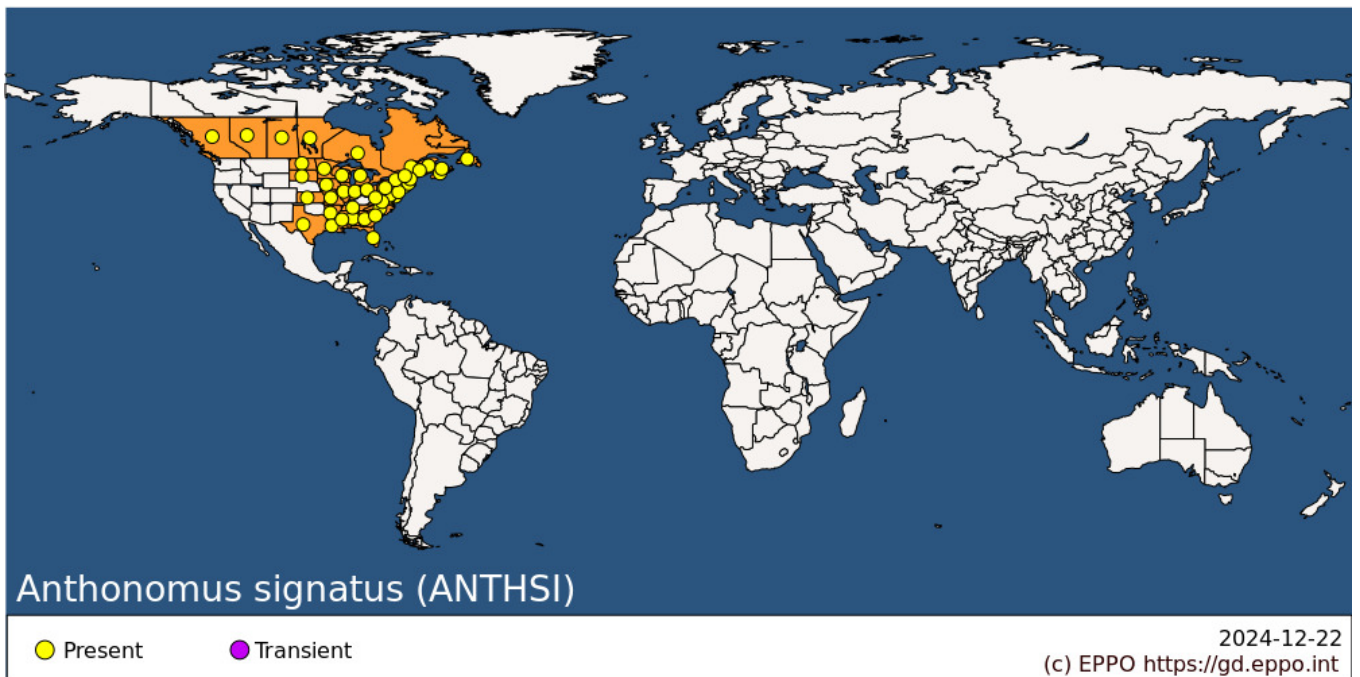 Anthonomus signatus (ANTHSI)
Present
Transient
2024-12-22
(c) EPPO https://gd.eppo.int